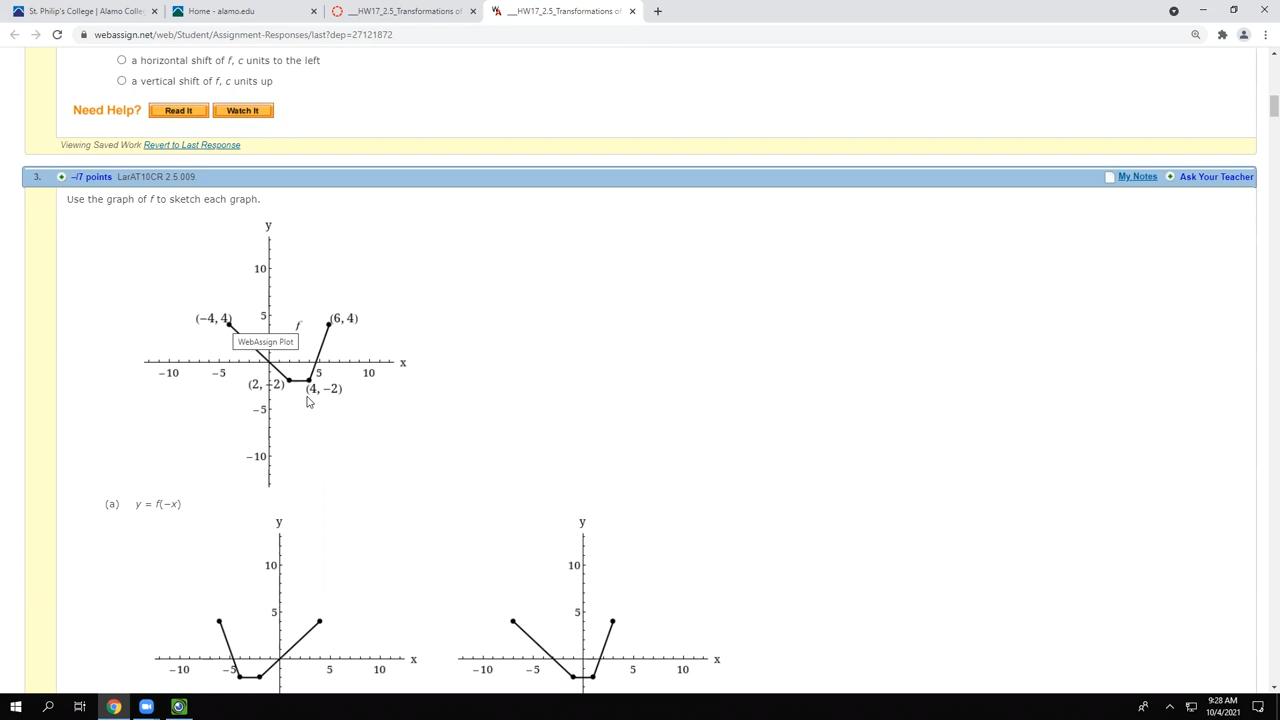 St. Philip's College | Alamo Colle
Home - alamo.edu
__HW17_2.5_Transformations of
__HW17_2.5_Transformations of
webassign.net/web/Student/Assignment-Responses/last?dep=27121872
a horizontal shift of f, c units to the left
a vertical shift of f, c units up
Need Help? Read It Watch It
Viewing Saved Work Revert to Last Response
3. –/7 points LarAT10CR 2.5.009. My Notes Ask Your Teacher
Use the graph of f to sketch each graph.
y
10
(−4, 4) 5 f (6, 4)
WebAssign Plot
−10 −5 5 10 x
(2, −2) (4, −2)
−5
−10
(a) y = f(−x)
y y
10 10
5 5
x x
−10 −5 5 10 −10 −5 5 10
9:28 AM
10/4/2021